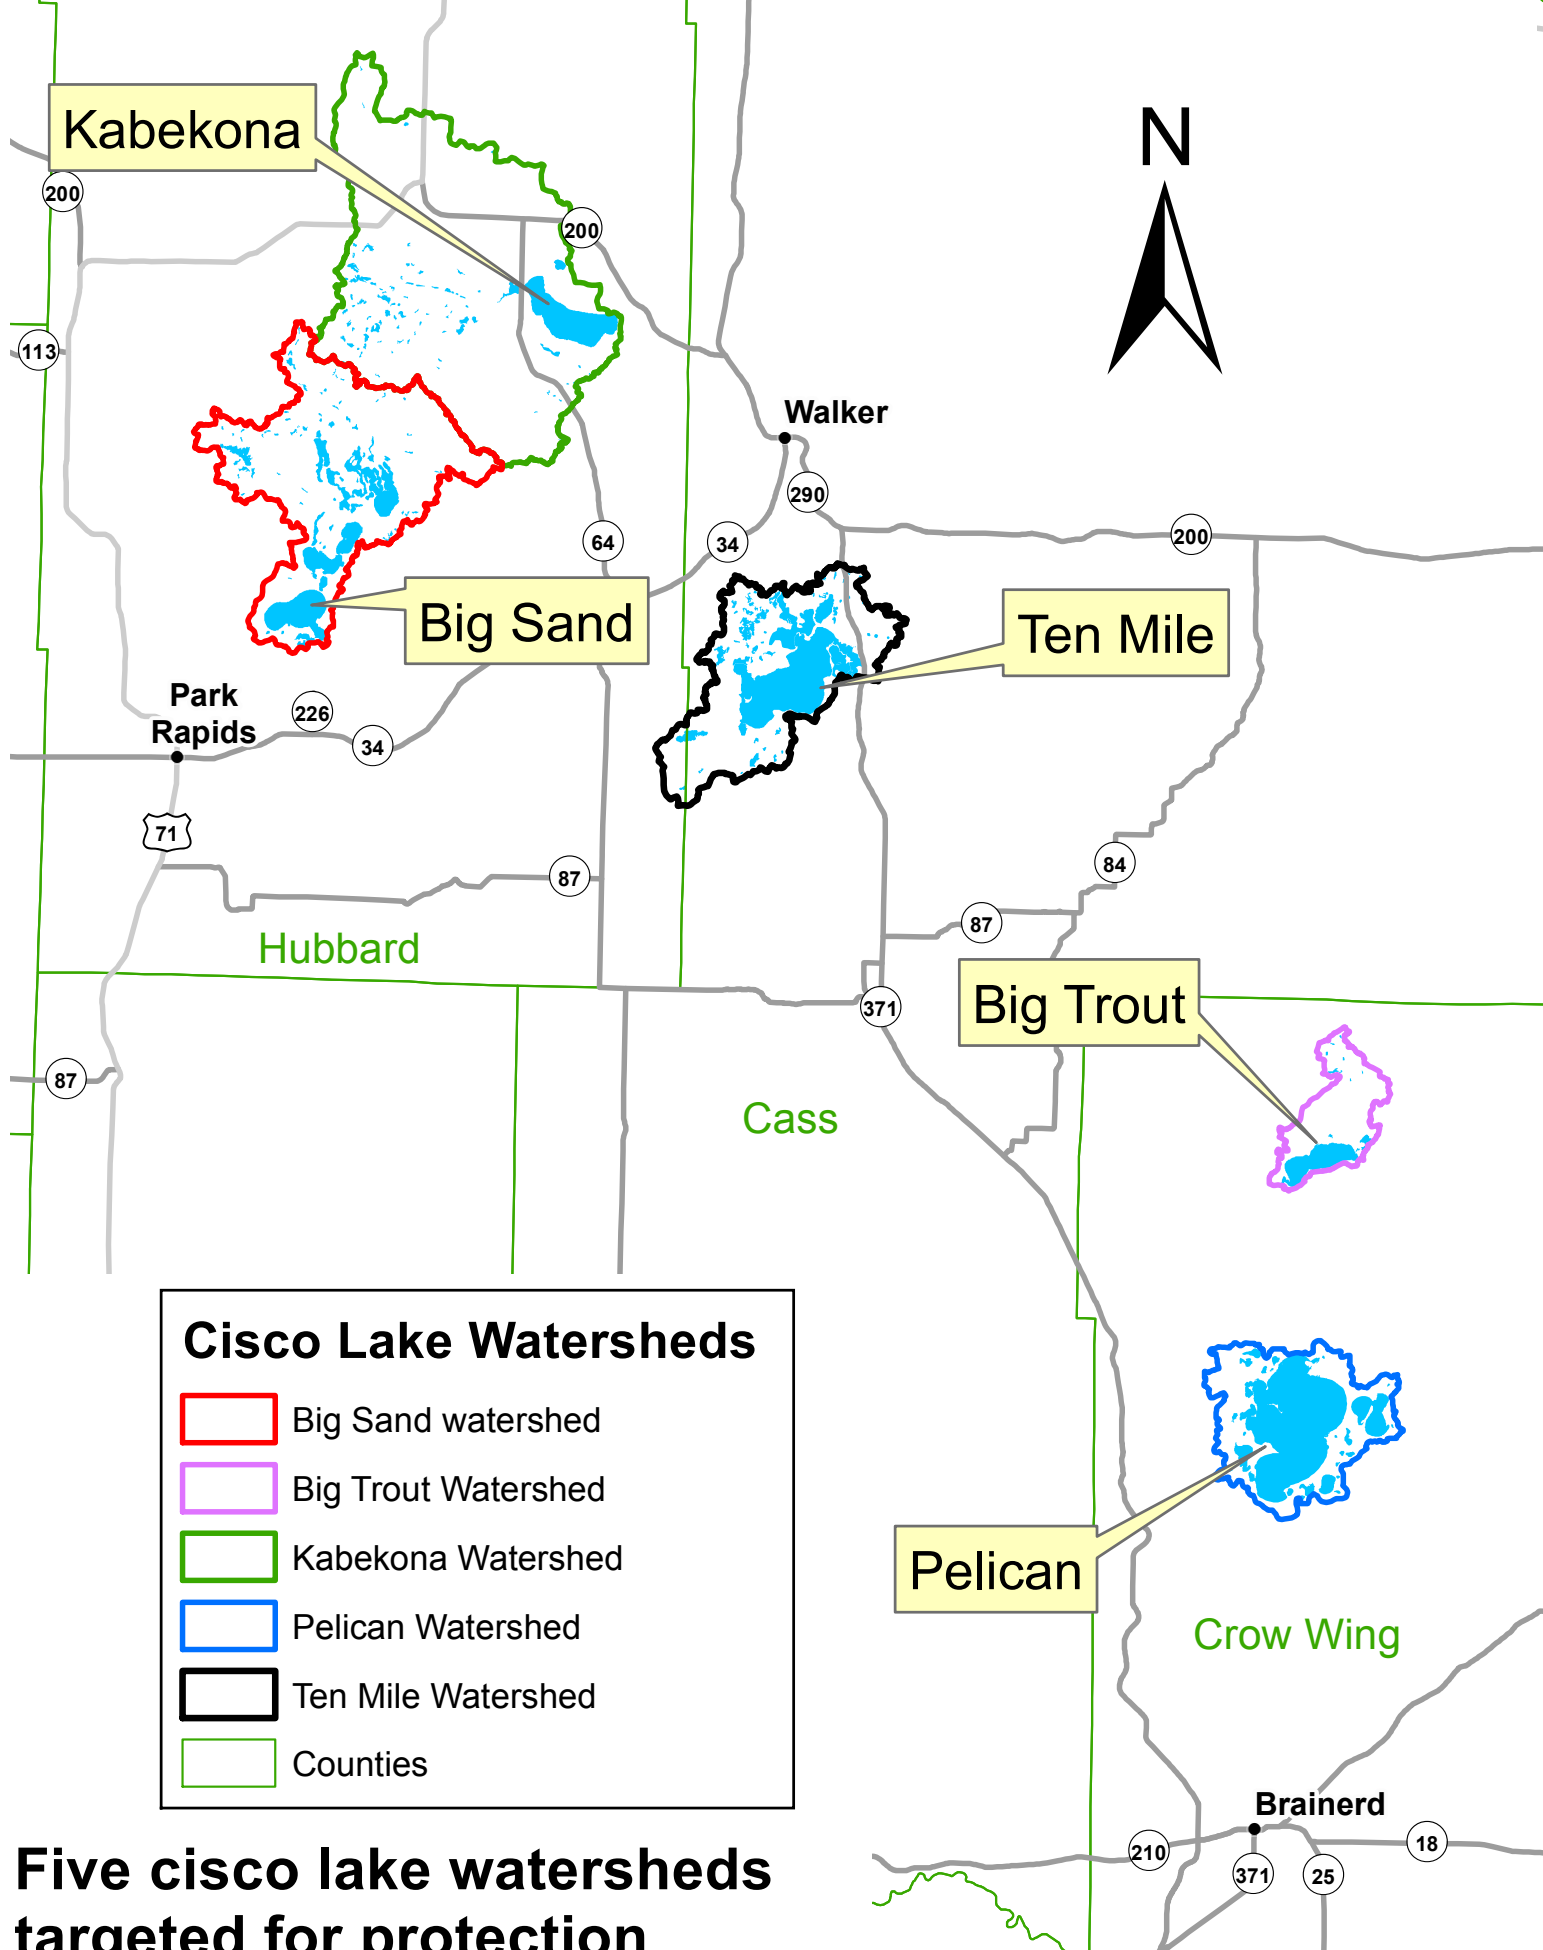 N
Kabekona
200
200
113
Walker
290
64
34
200
Big Sand
Ten Mile
Park
Rapids
226
34
71
87
84
87
Hubbard
Big Trout
371
87
Cass
Cisco Lake Watersheds
Big Sand watershed
Big Trout Watershed
Kabekona Watershed
Pelican Watershed
Ten Mile Watershed
Counties
Pelican
Crow Wing
Brainerd
210
18
371
25
Five cisco lake watersheds
targeted for protection